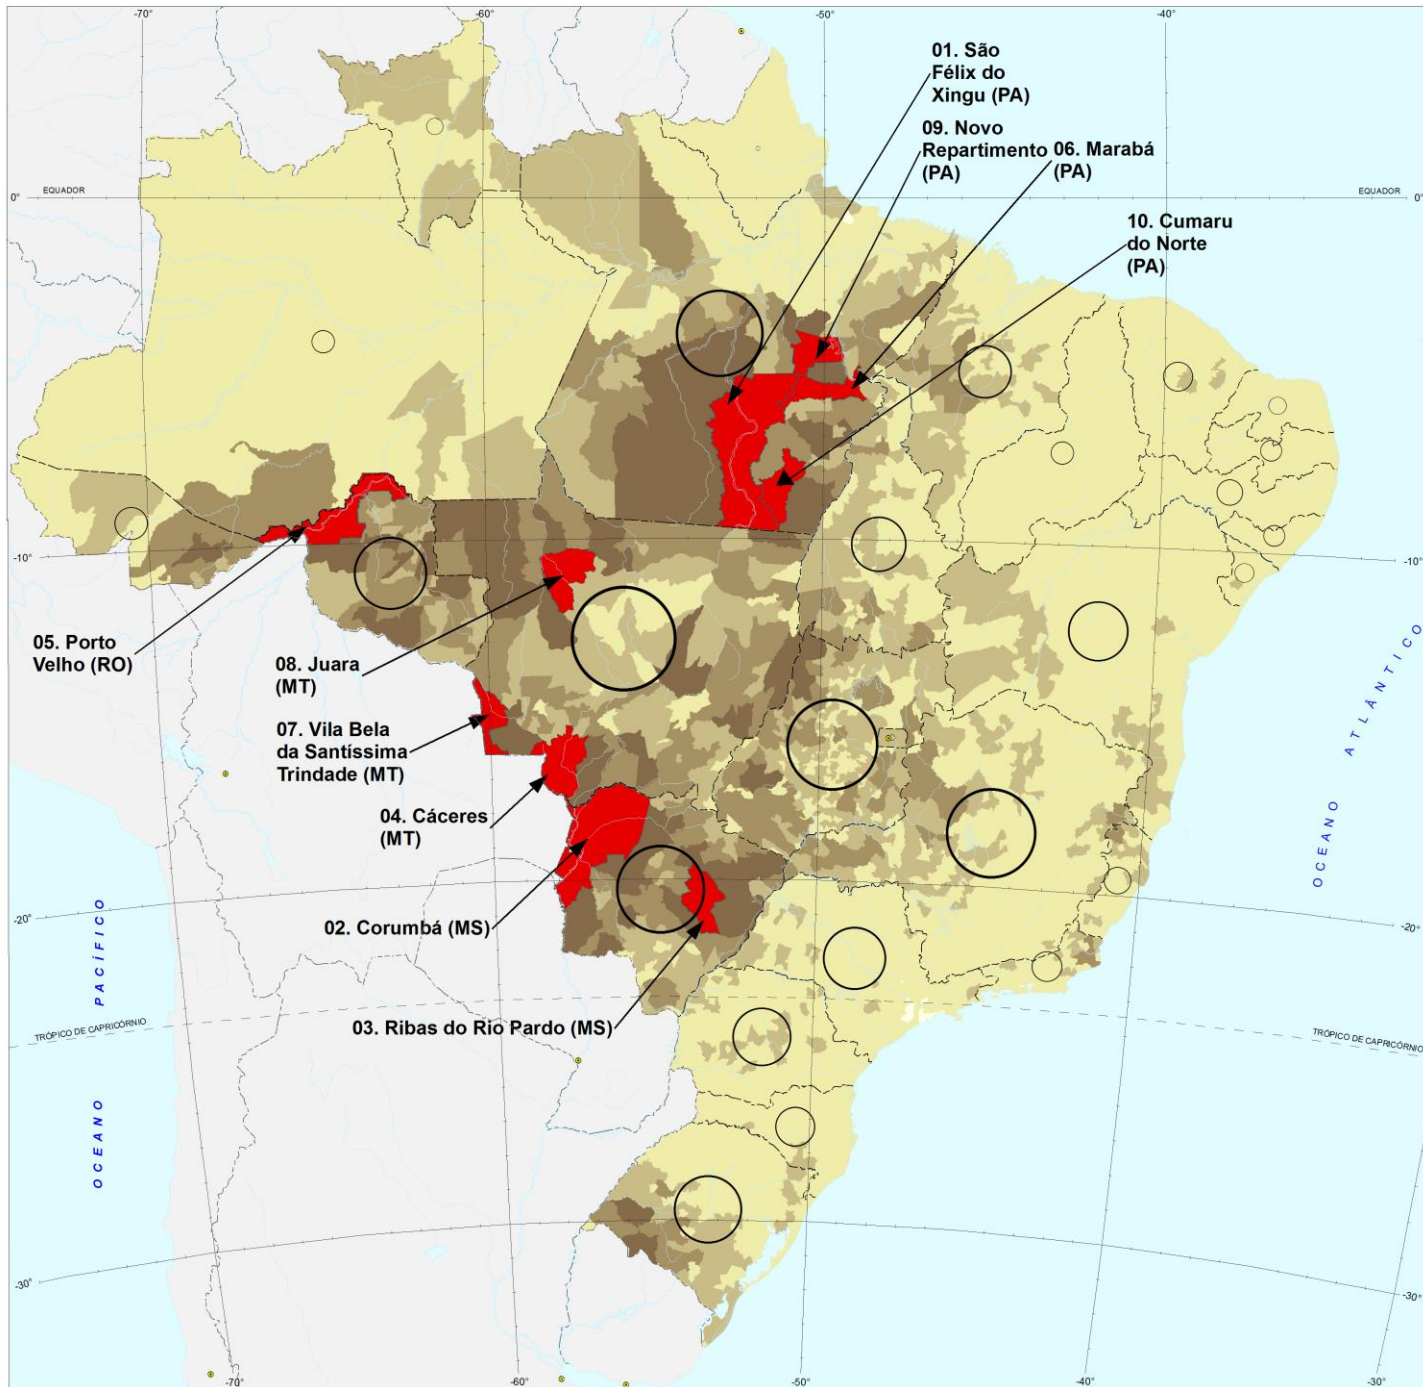 -70°
-60°
-50°
-40°
01. São
Félix do
Xingu (PA)
09. Novo
Repartimento
(PA)
06. Marabá
(PA)
EQUADOR
0°
EQUADOR
0°
10. Cumaru
do Norte
(PA)
-10°
-10°
05. Porto
Velho (RO)
08. Juara
(MT)
07. Vila Bela
da Santíssima
Trindade (MT)
04. Cáceres
(MT)
OCEANO ATLÂNTICO
02. Corumbá (MS)
-20°
-20°
OCEANO PACÍFICO
03. Ribas do Rio Pardo (MS)
TRÓPICO DE CAPRICÓRNIO
TRÓPICO DE CAPRICÓRNIO
-30°
-30°
-70°
-60°
-50°
-40°
-30°